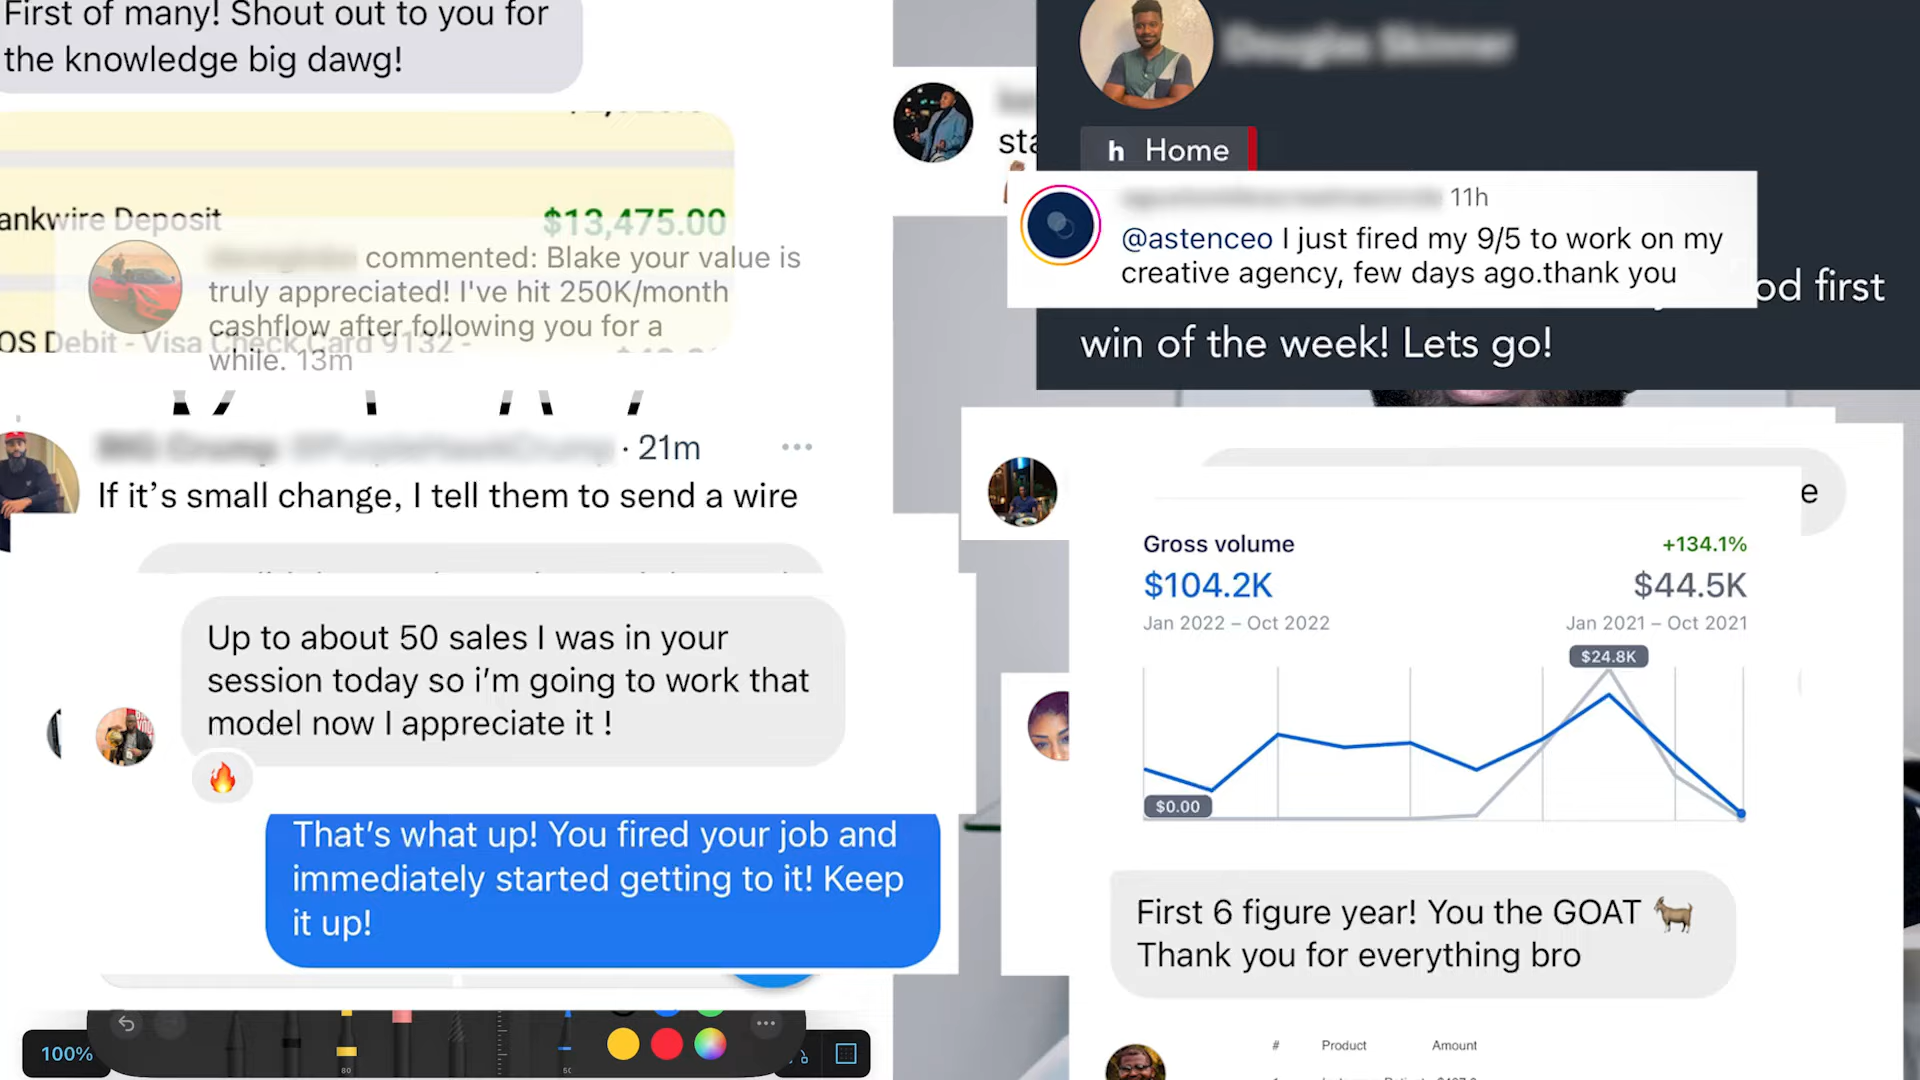 First of many! Shout out to you for
the knowledge big dawg!
ankwire Deposit
$13,475.00
commented: Blake your value is
truly appreciated! I've hit 250K/month
cashflow after following you for a
while. 13m
OS Debit - Visa Check Card 9132 -
· 21m
If it's small change, I tell them to send a wire
Up to about 50 sales I was in your
session today so i'm going to work that
model now I appreciate it !
That's what up! You fired your job and
immediately started getting to it! Keep
it up!
100%
80
50
h Home
11h
@astenceo I just fired my 9/5 to work on my
creative agency, few days ago.thank you
od first
win of the week! Lets go!
e
Gross volume
+134.1%
$104.2K
$44.5K
Jan 2022 – Oct 2022
Jan 2021 – Oct 2021
$24.8K
$0.00
First 6 figure year! You the GOAT 🐐
Thank you for everything bro
# Product Amount